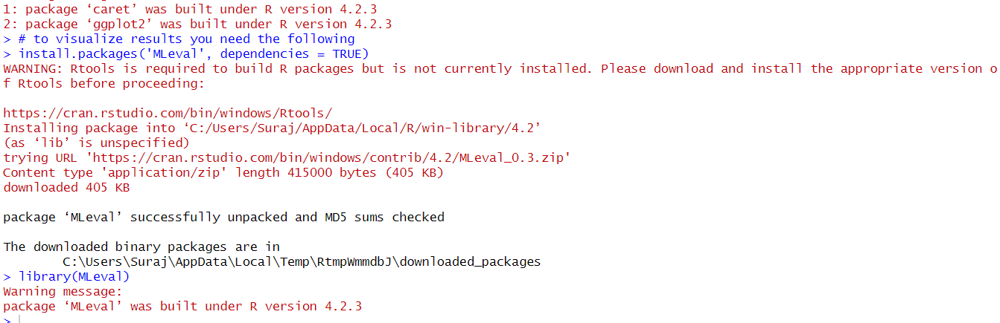 1: package ‘caret’ was built under R version 4.2.3
2: package ‘ggplot2’ was built under R version 4.2.3
> # to visualize results you need the following
> install.packages('MLeval', dependencies = TRUE)
WARNING: Rtools is required to build R packages but is not currently installed. Please download and install the appropriate version o
f Rtools before proceeding:

https://cran.rstudio.com/bin/windows/Rtools/
Installing package into ‘C:/Users/Suraj/AppData/Local/R/win-library/4.2’
(as ‘lib’ is unspecified)
trying URL 'https://cran.rstudio.com/bin/windows/contrib/4.2/MLeval_0.3.zip'
Content type 'application/zip' length 415000 bytes (405 KB)
downloaded 405 KB

package ‘MLeval’ successfully unpacked and MD5 sums checked

The downloaded binary packages are in
        C:\Users\Suraj\AppData\Local\Temp\RtmpWmmdbJ\downloaded_packages
> library(MLeval)
Warning message:
package ‘MLeval’ was built under R version 4.2.3
>